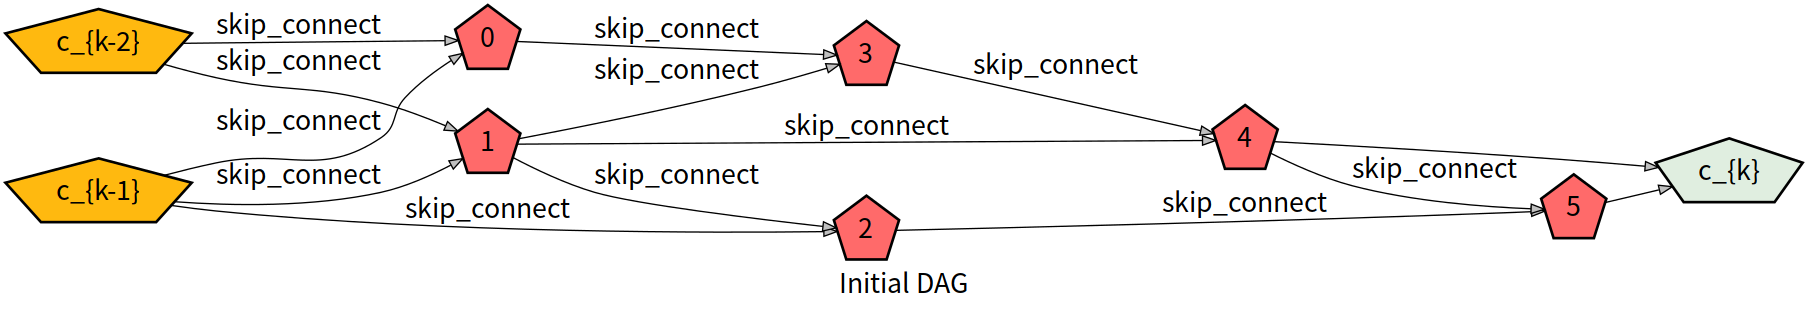 c_{k-2}
skip_connect
0
skip_connect
3
skip_connect
skip_connect
skip_connect
skip_connect
1
skip_connect
4
c_{k}
c_{k-1}
skip_connect
skip_connect
skip_connect
skip_connect
2
skip_connect
5
Initial DAG